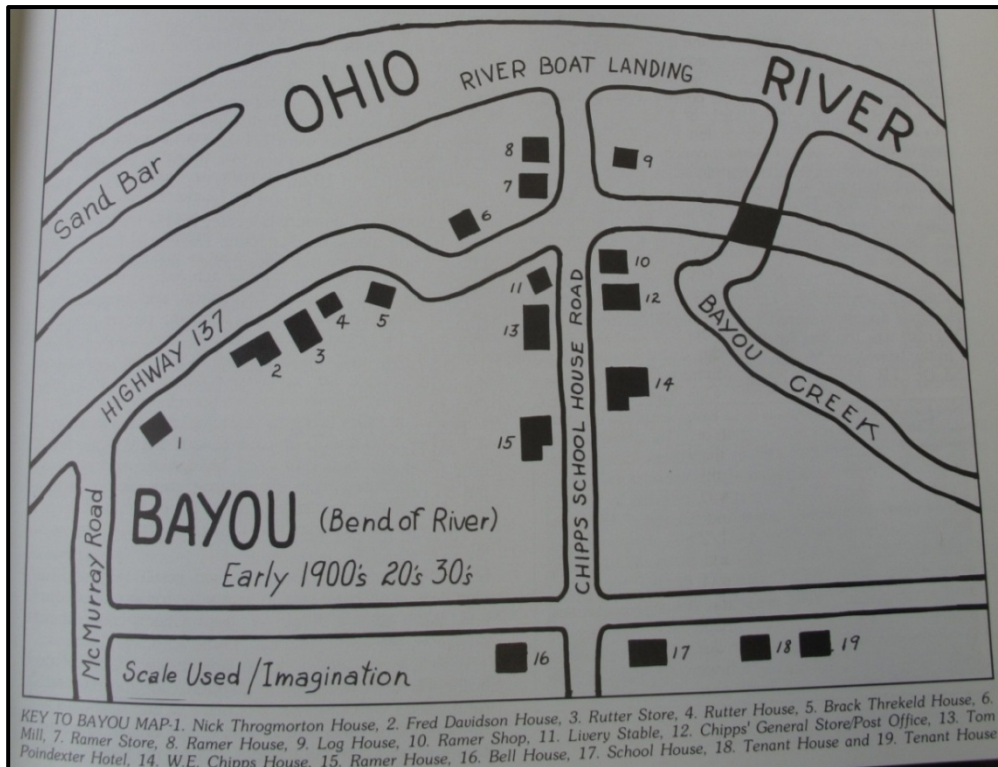 OHIO
RIVER BOAT LANDING
RIVER
Sand Bar
8
9
7
6
10
11
12
4
5
13
HIGHWAY 137
3
2
BAYOU CREEK
14
CHIPPS SCHOOL HOUSE ROAD
1
15
BAYOU (Bend of River)
Early 1900's 20's 30's
McMurray Road
16
17
18
19
Scale Used/Imagination
KEY TO BAYOU MAP-1. Nick Throgmorton House, 2. Fred Davidson House, 3. Rutter Store, 4. Rutter House, 5. Brack Threkeld House, 6.
Mill, 7. Ramer Store, 8. Ramer House, 9. Log House, 10. Ramer Shop, 11. Livery Stable, 12. Chipps' General Store/Post Office, 13. Tom
Poindexter Hotel, 14. W.E. Chipps House, 15. Ramer House, 16. Bell House, 17. School House, 18. Tenant House and 19. Tenant House